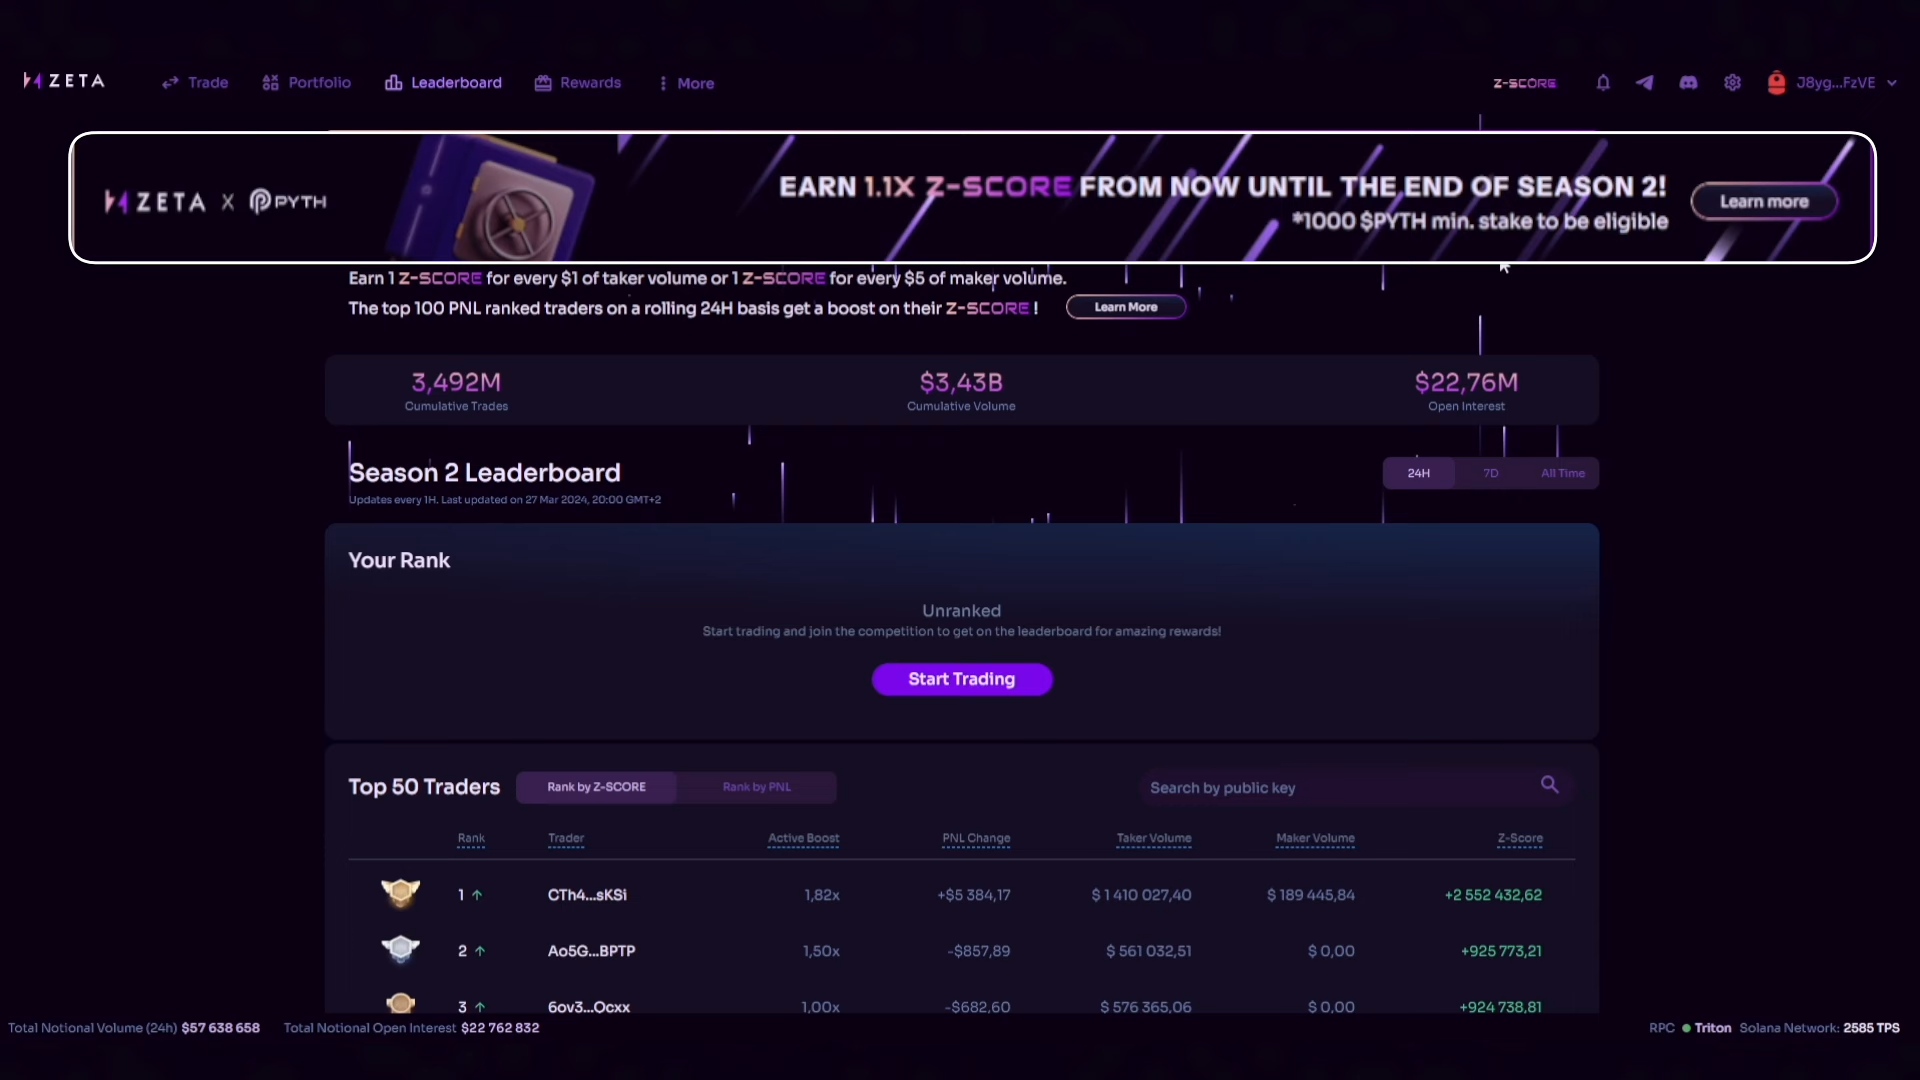 ZETA
Trade
Portfolio
Leaderboard
Rewards
More
Z-SCORE
J8yg...FzVE
ZETA X PYTH
EARN 1.1X Z-SCORE FROM NOW UNTIL THE END OF SEASON 2!
*1000 $PYTH min. stake to be eligible
Learn more
Earn 1 Z-SCORE for every $1 of taker volume or 1 Z-SCORE for every $5 of maker volume.
The top 100 PNL ranked traders on a rolling 24H basis get a boost on their Z-SCORE !
Learn More
3,492M
Cumulative Trades
$3,43B
Cumulative Volume
$22,76M
Open Interest
Season 2 Leaderboard
Updates every 1H. Last updated on 27 Mar 2024, 20:00 GMT+2
24H
7D
All Time
Your Rank
Unranked
Start trading and join the competition to get on the leaderboard for amazing rewards!
Start Trading
Top 50 Traders
Rank by Z-SCORE
Rank by PNL
Search by public key
Rank Trader Active Boost PNL Change Taker Volume Maker Volume Z-Score
1 CTh4...sKSi 1,82x +$5 384,17 $ 1 410 027,40 $ 189 445,84 +2 552 432,62
2 Ao5G...BPTP 1,50x -$857,89 $ 561 032,51 $ 0,00 +925 773,21
3 6ov3...Ocxx 1,00x -$682,60 $ 576 365,06 $ 0,00 +924 738,81
Total Notional Volume (24h) $57 638 658
Total Notional Open Interest $22 762 832
RPC Triton
Solana Network: 2585 TPS